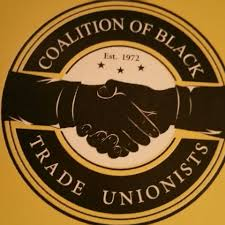 COALITION OF BLACK
Est. 1972
TRADE UNIONISTS